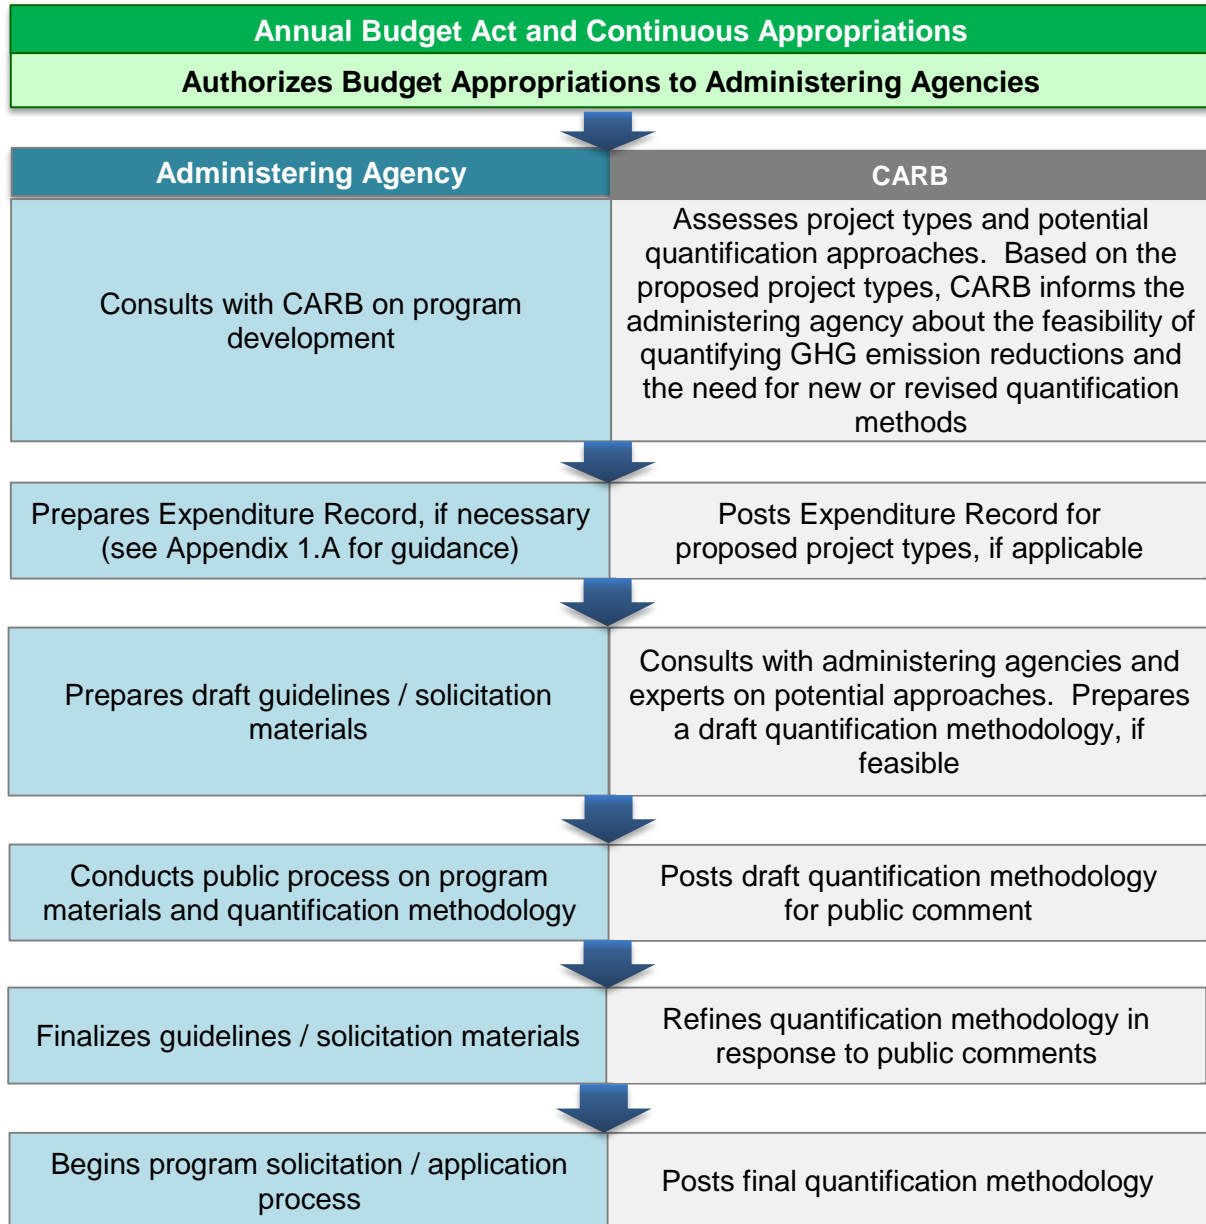 Annual Budget Act and Continuous Appropriations
Authorizes Budget Appropriations to Administering Agencies
Administering Agency
CARB
Consults with CARB on program
development
Assesses project types and potential
quantification approaches.  Based on the
proposed project types, CARB informs the
administering agency about the feasibility of
quantifying GHG emission reductions and
the need for new or revised quantification
methods
Prepares Expenditure Record, if necessary
(see Appendix 1.A for guidance)
Posts Expenditure Record for
proposed project types, if applicable
Prepares draft guidelines / solicitation
materials
Consults with administering agencies and
experts on potential approaches.  Prepares
a draft quantification methodology, if
feasible
Conducts public process on program
materials and quantification methodology
Posts draft quantification methodology
for public comment
Finalizes guidelines / solicitation materials
Refines quantification methodology in
response to public comments
Begins program solicitation / application
process
Posts final quantification methodology